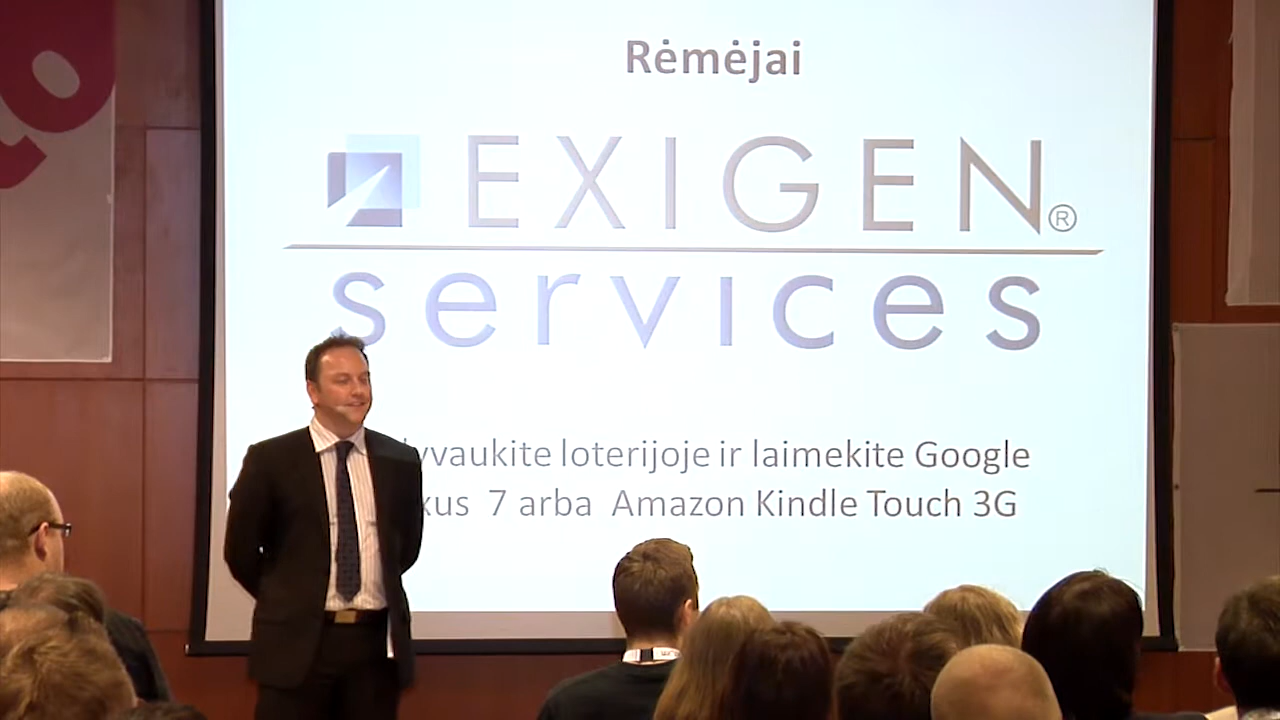 Rėmėjai
EXIGEN®
services
loterijoje ir laimekite Google
7 arba Amazon Kindle Touch 3G